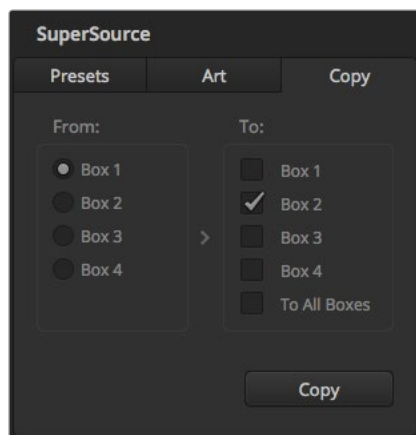 SuperSource
Presets Art Copy
From: To:
Box 1 Box 1
Box 2 Box 2
Box 3 Box 3
Box 4 Box 4
To All Boxes
Copy